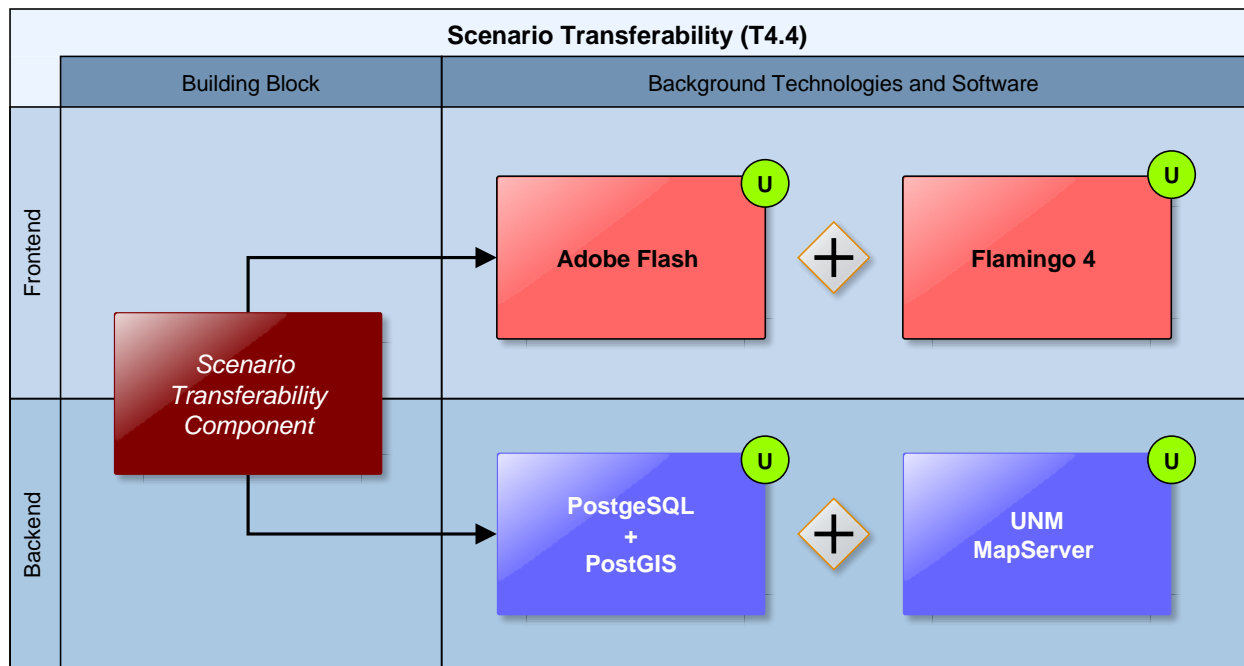 Scenario Transferability (T4.4)
Building Block
Background Technologies and Software
Frontend
U
U
Adobe Flash
Flamingo 4
Scenario
Transferability
Component
Backend
U
U
PostgeSQL
+
PostGIS
UNM
MapServer